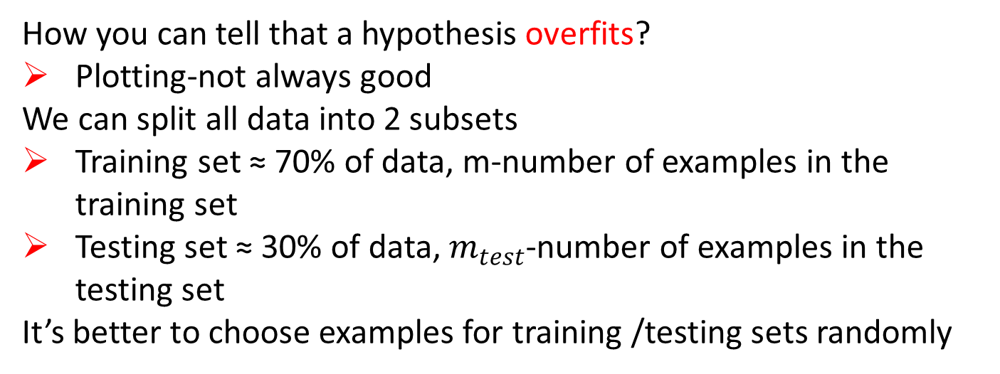 How you can tell that a hypothesis overfits?
➢ Plotting-not always good
We can split all data into 2 subsets
➢ Training set ≈ 70% of data, m-number of examples in the
training set
➢ Testing set ≈ 30% of data, m_test-number of examples in the
testing set
It’s better to choose examples for training /testing sets randomly